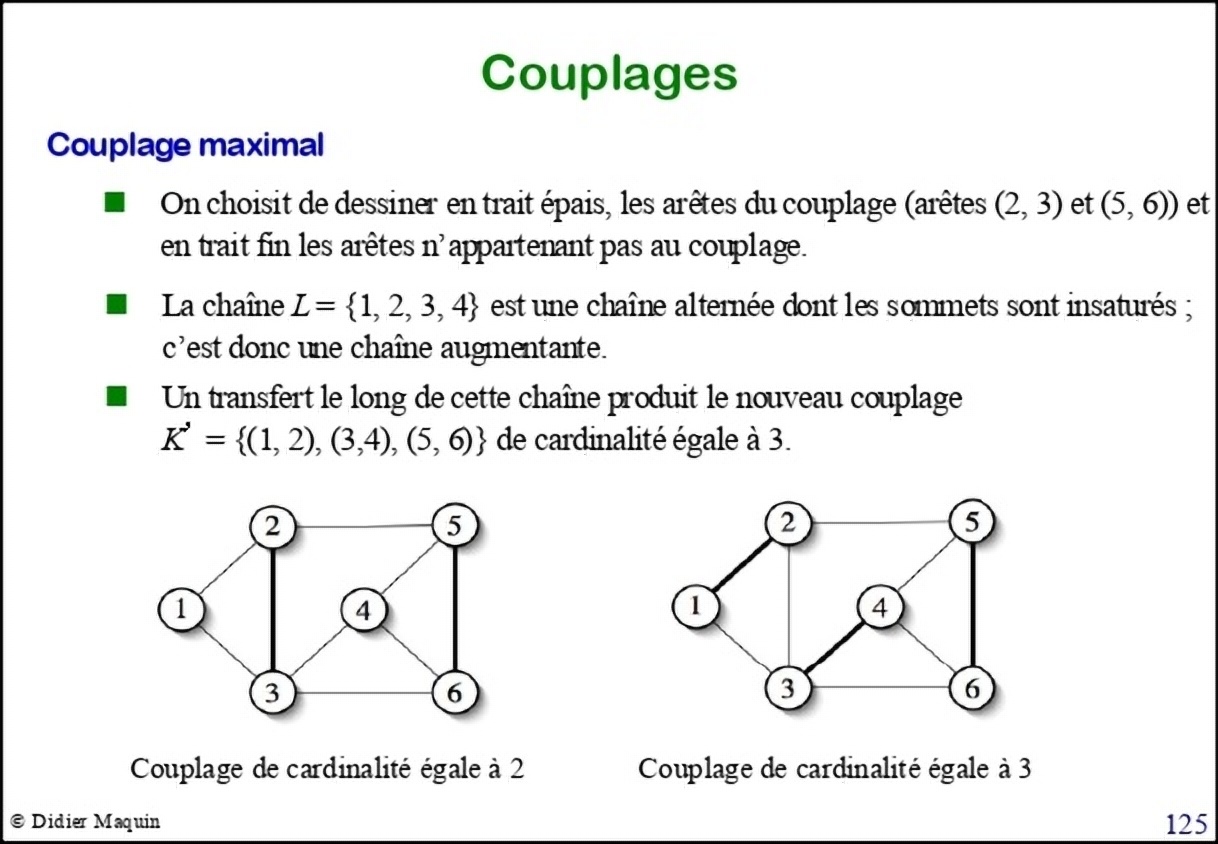 Couplages
Couplage maximal
On choisit de dessiner en trait épais, les arêtes du couplage (arêtes (2, 3) et (5, 6)) et
en trait fin les arêtes n’appartenant pas au couplage.
La chaîne L = {1, 2, 3, 4} est une chaîne alternée dont les sommets sont insaturés ;
c’est donc une chaîne augmentante.
Un transfert le long de cette chaîne produit le nouveau couplage
K’ = {(1, 2), (3,4), (5, 6)} de cardinalité égale à 3.
2 5
1 4
3 6
2 5
1 4
3 6
Couplage de cardinalité égale à 2
Couplage de cardinalité égale à 3
© Didier Maquin
125